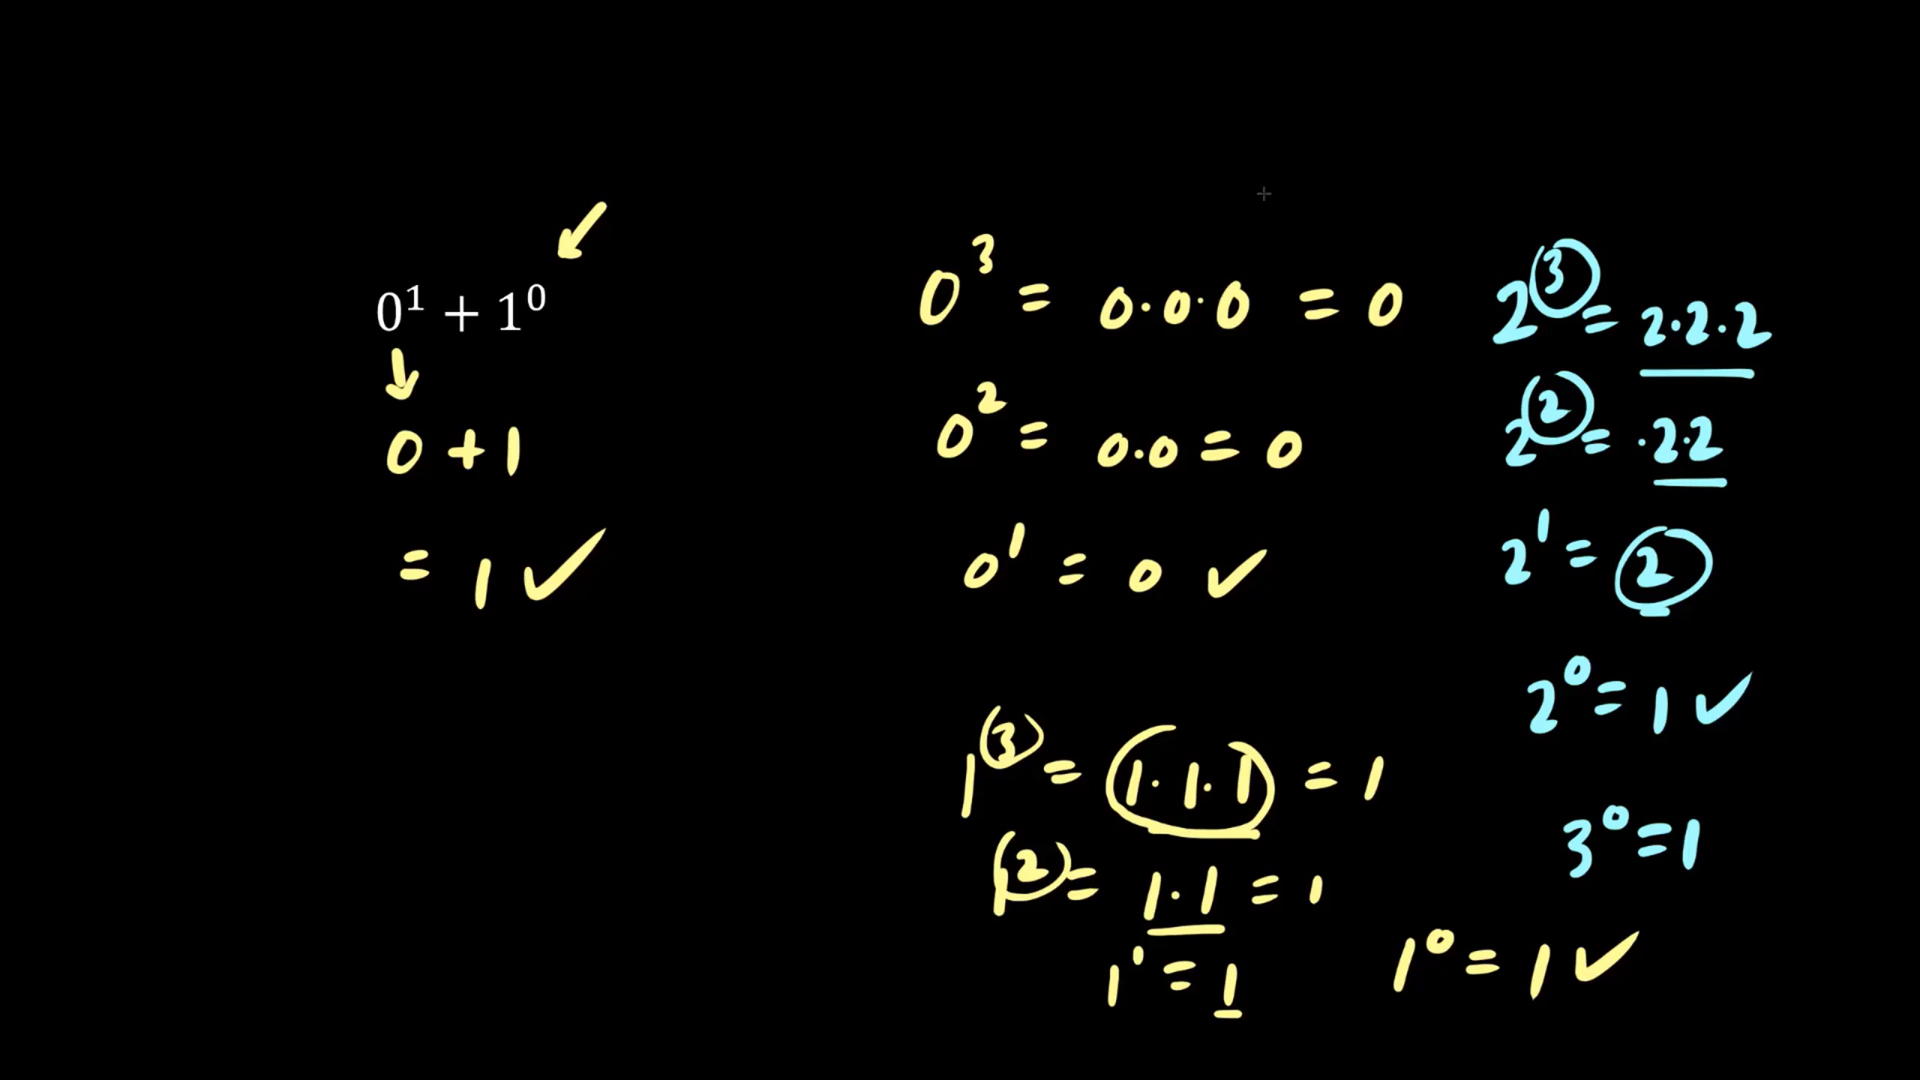 0¹ + 1⁰
0 + 1
= 1 ✓
0³ = 0·0·0 = 0
0² = 0·0 = 0
0¹ = 0 ✓
1³ = 1·1·1 = 1
1² = 1·1 = 1
1¹ = 1
2³ = 2·2·2
2² = ·2·2
2¹ = 2
2⁰ = 1 ✓
3⁰ = 1
1⁰ = 1 ✓